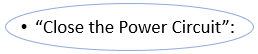 • “Close the Power Circuit”: